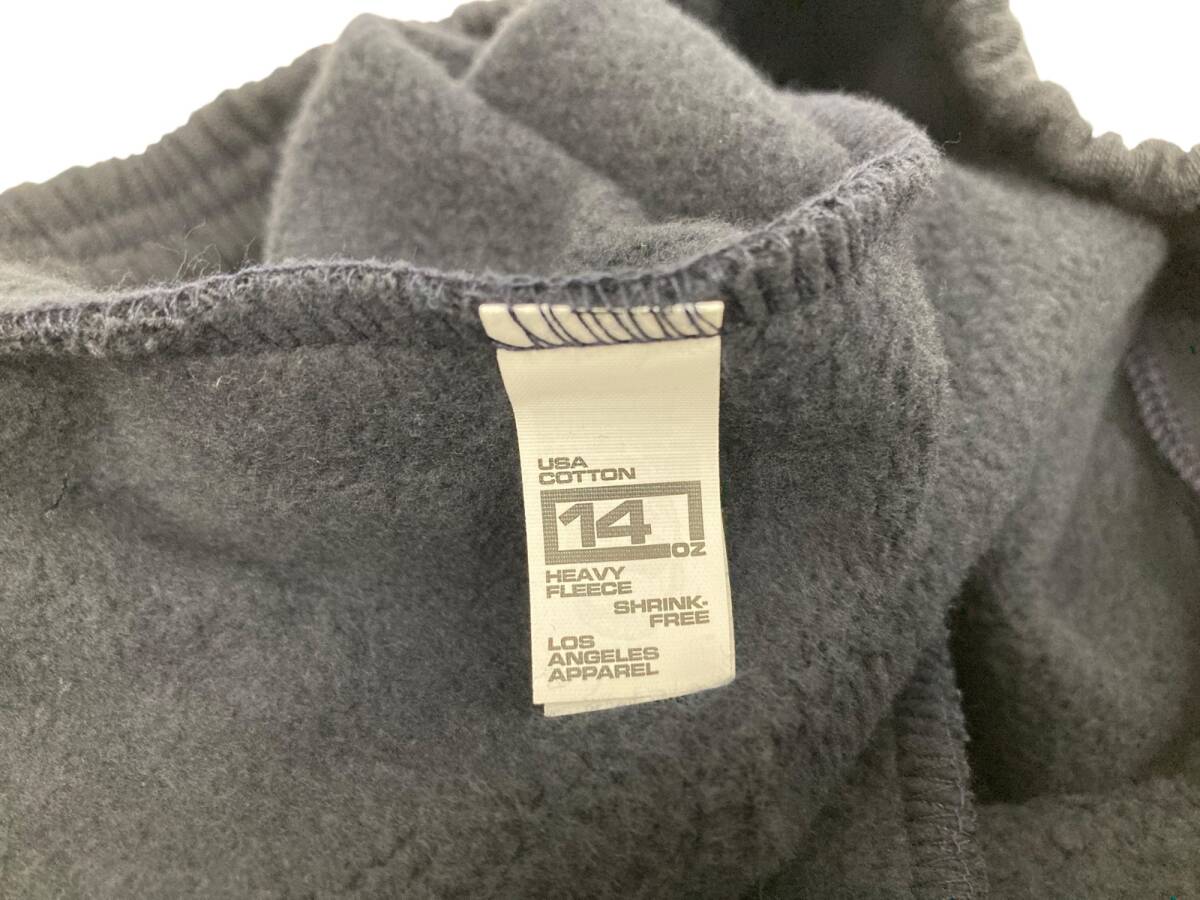 USA
COTTON
14
OZ
HEAVY
FLEECE
SHRINK-
FREE
LOS
ANGELES
APPAREL